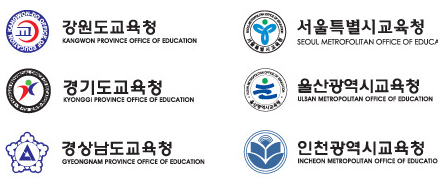 강원도교육청
KANGWON PROVINCE OFFICE OF EDUCATION
서울특별시교육청
SEOUL METROFOLITAN OFFICE OF EDUCA
경기도교육청
KYONGGI PROVINCE OFFICE OF EDUCATION
울산광역시교육청
ULSAN METROPOLITAN OFFICE OF EDUCATION
경상남도교육청
GYEONGNAM PROVINCE OFFICE OF EDUCATION
인천광역시교육청
INCHEON METROPOLITAN OFFICE OF EDUCATIO